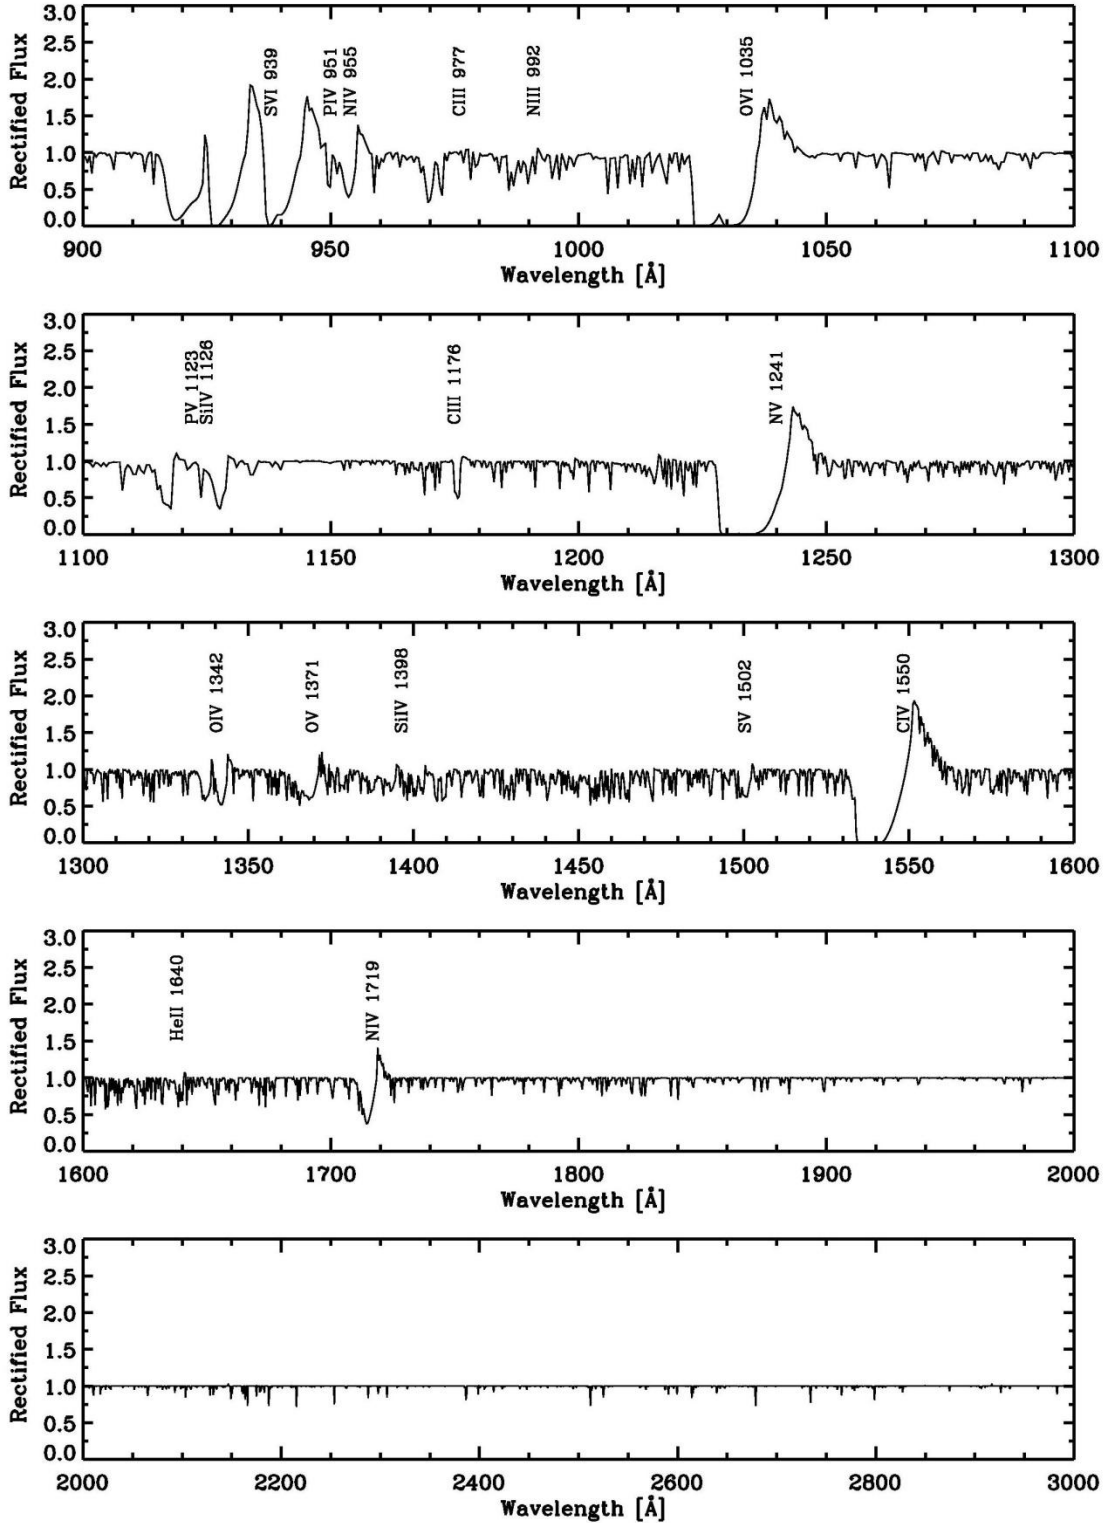 3.0
2.5
2.0
1.5
1.0
0.5
0.0
Rectified Flux
SVI 939
PIV 951
NIV 955
CIII 977
NIII 992
OVI 1035
900 950 1000 1050 1100
Wavelength [Å]
3.0
2.5
2.0
1.5
1.0
0.5
0.0
Rectified Flux
PV 1123
SiIV 1126
CIII 1176
NV 1241
1100 1150 1200 1250 1300
Wavelength [Å]
3.0
2.5
2.0
1.5
1.0
0.5
0.0
Rectified Flux
OIV 1342
OV 1371
SiIV 1398
SV 1502
CIV 1550
1300 1350 1400 1450 1500 1550 1600
Wavelength [Å]
3.0
2.5
2.0
1.5
1.0
0.5
0.0
Rectified Flux
HeII 1640
NIV 1719
1600 1700 1800 1900 2000
Wavelength [Å]
3.0
2.5
2.0
1.5
1.0
0.5
0.0
Rectified Flux
2000 2200 2400 2600 2800 3000
Wavelength [Å]